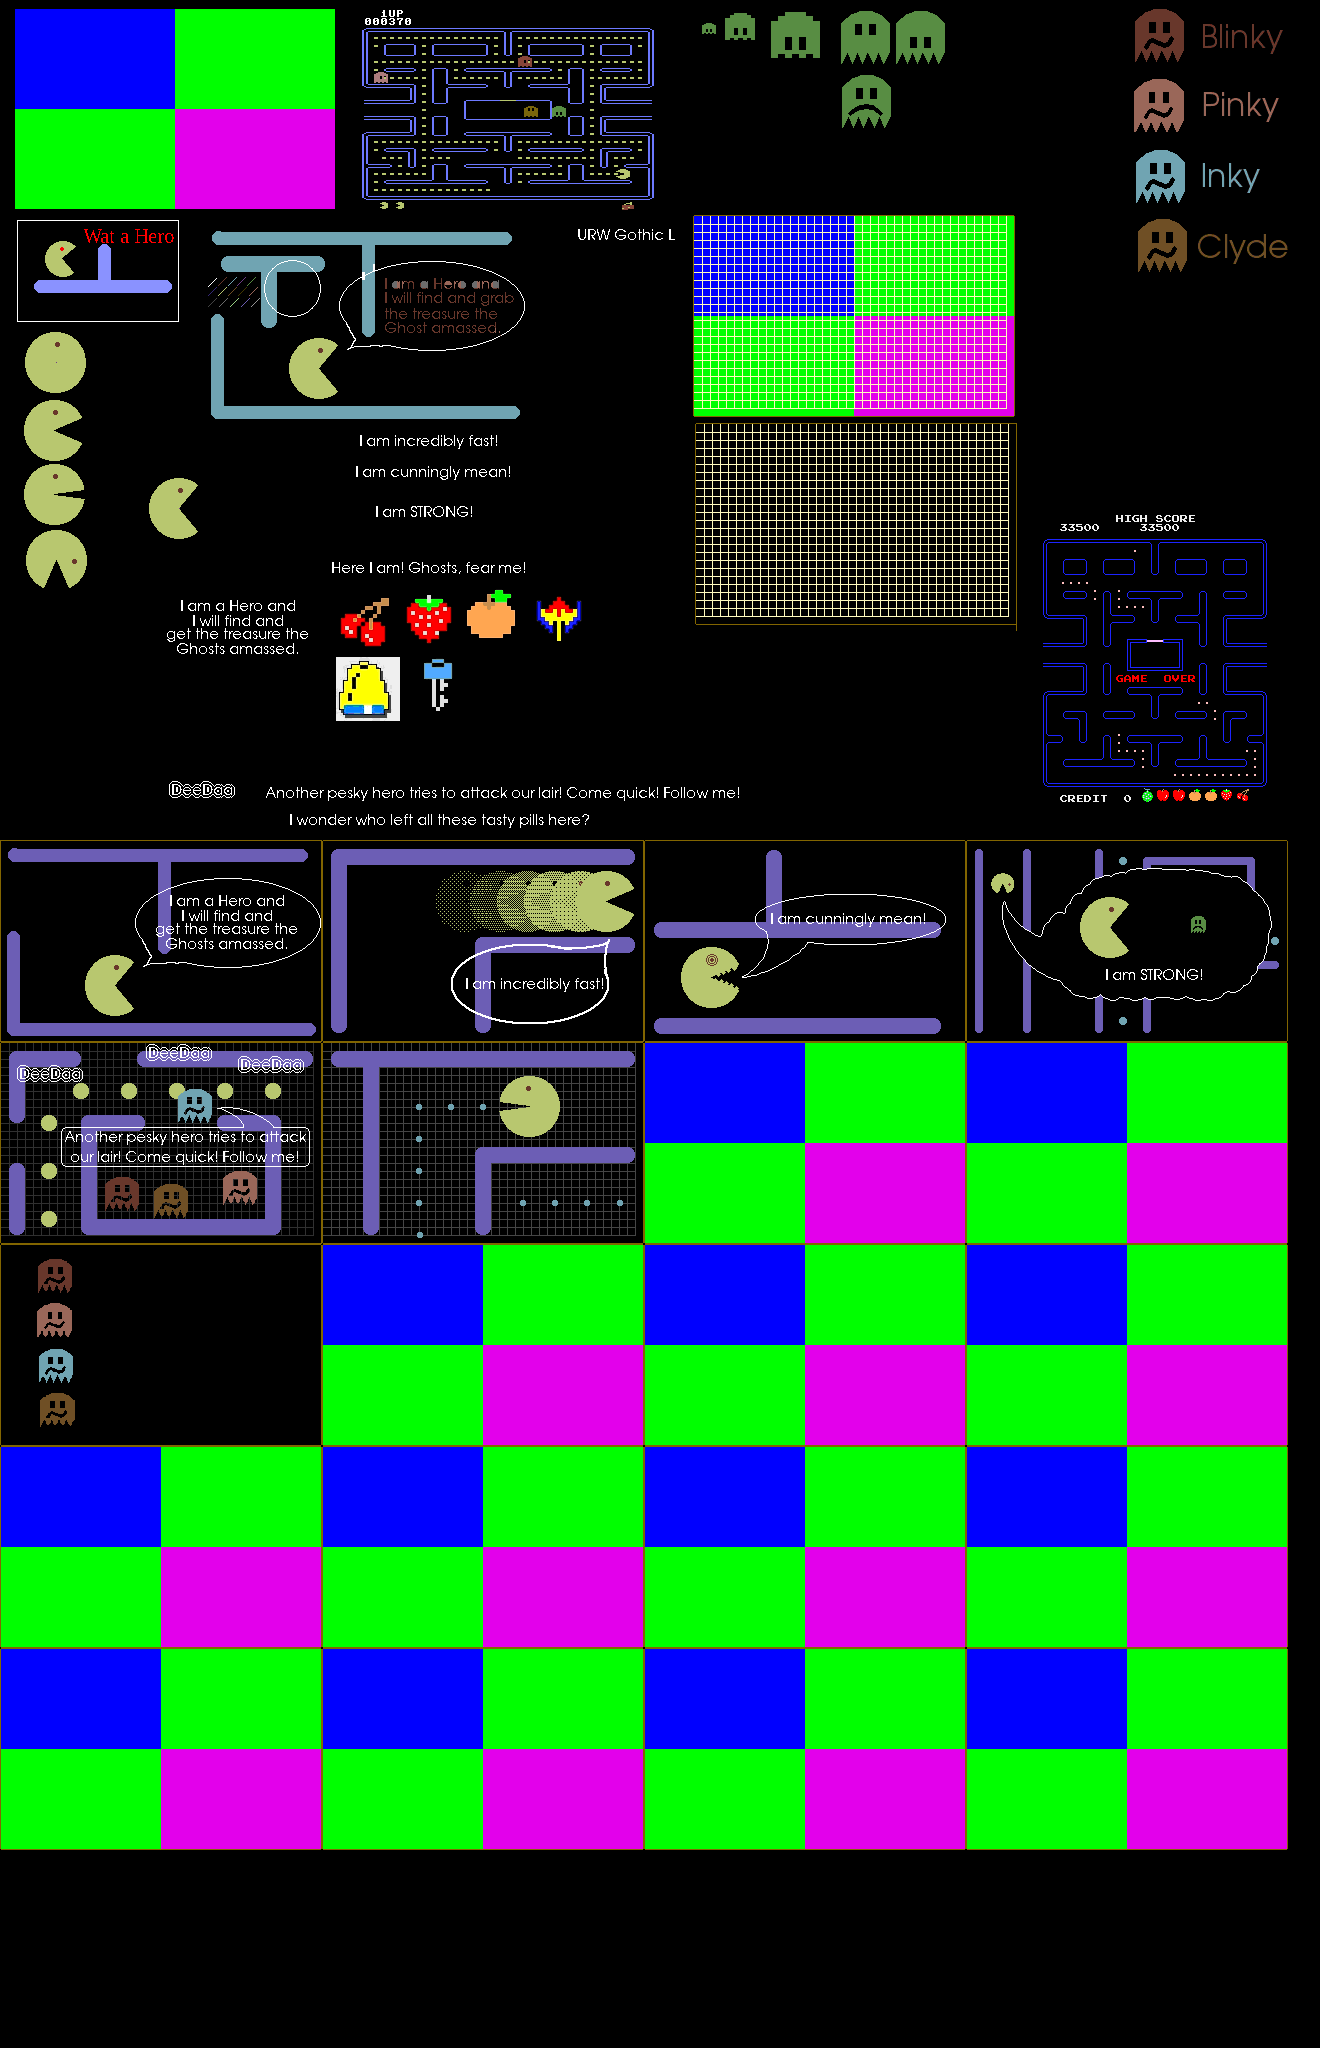 1UP
000370
Blinky
Pinky
Inky
Clyde
Wat a Hero
URW Gothic L
I am a Hero and
I will find and grab
the treasure the
Ghost amassed.
I am incredibly fast!
I am cunningly mean!
I am STRONG!
HIGH SCORE
33500 33500
Here I am! Ghosts, fear me!
I am a Hero and
I will find and
get the treasure the
Ghosts amassed.
GAME OVER
CREDIT 0
DeeDaa
Another pesky hero tries to attack our lair! Come quick! Follow me!
I wonder who left all these tasty pills here?
I am a Hero and
I will find and
get the treasure the
Ghosts amassed.
I am incredibly fast!
I am cunningly mean!
I am STRONG!
DeeDaa
DeeDaa
DeeDaa
Another pesky hero tries to attack
our lair! Come quick! Follow me!